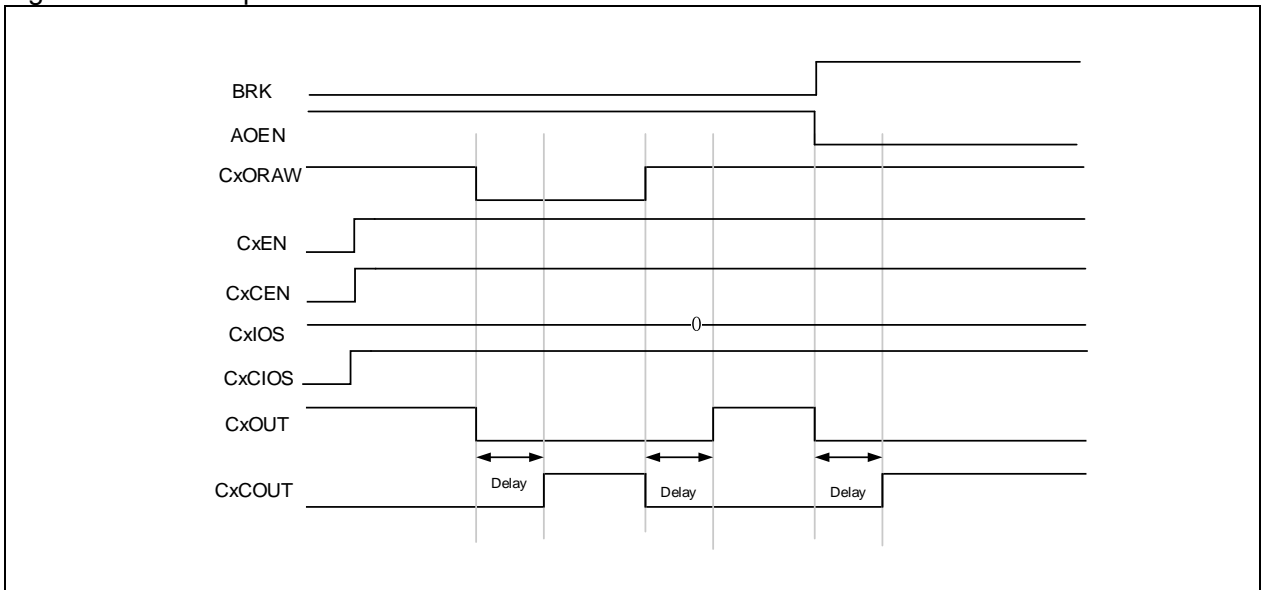 BRK
AOEN
CxORAW
CxEN
CxCEN
CxIOS
0
CxCIOS
CxOUT
CxCOUT
Delay
Delay
Delay